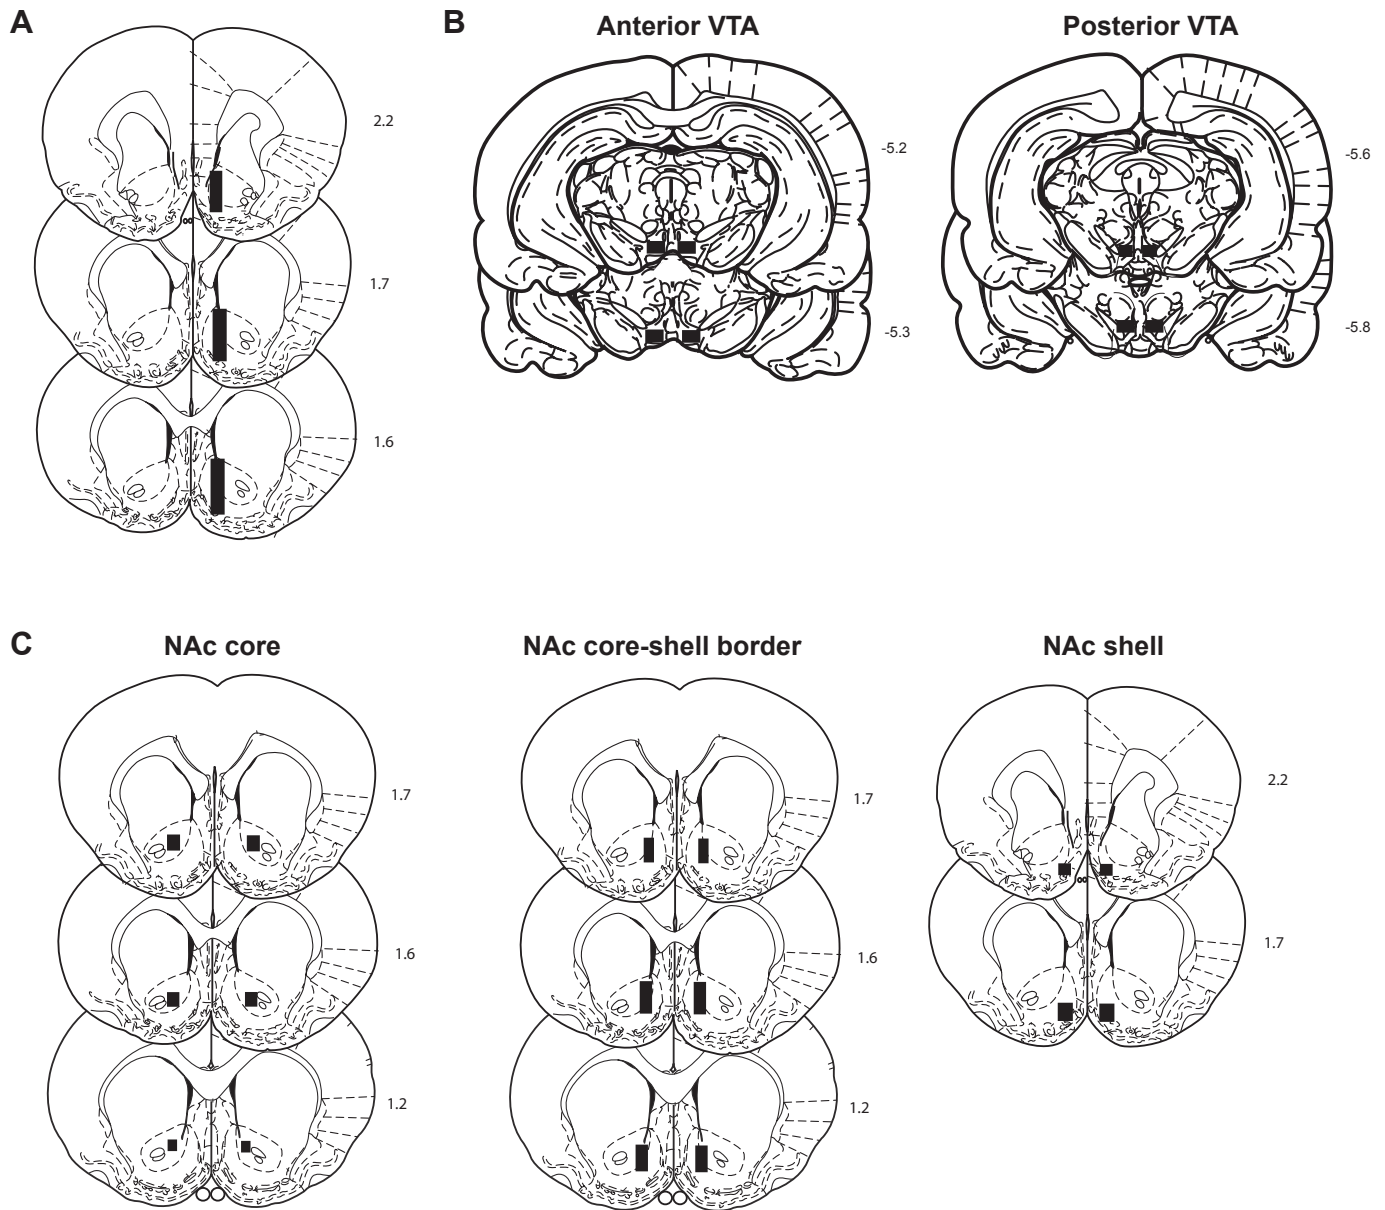 A
2.2
1.7
1.6
B
Anterior VTA
Posterior VTA
-5.2
-5.3
-5.6
-5.8
C
NAc core
NAc core-shell border
NAc shell
1.7
1.6
1.2
1.7
1.6
1.2
2.2
1.7